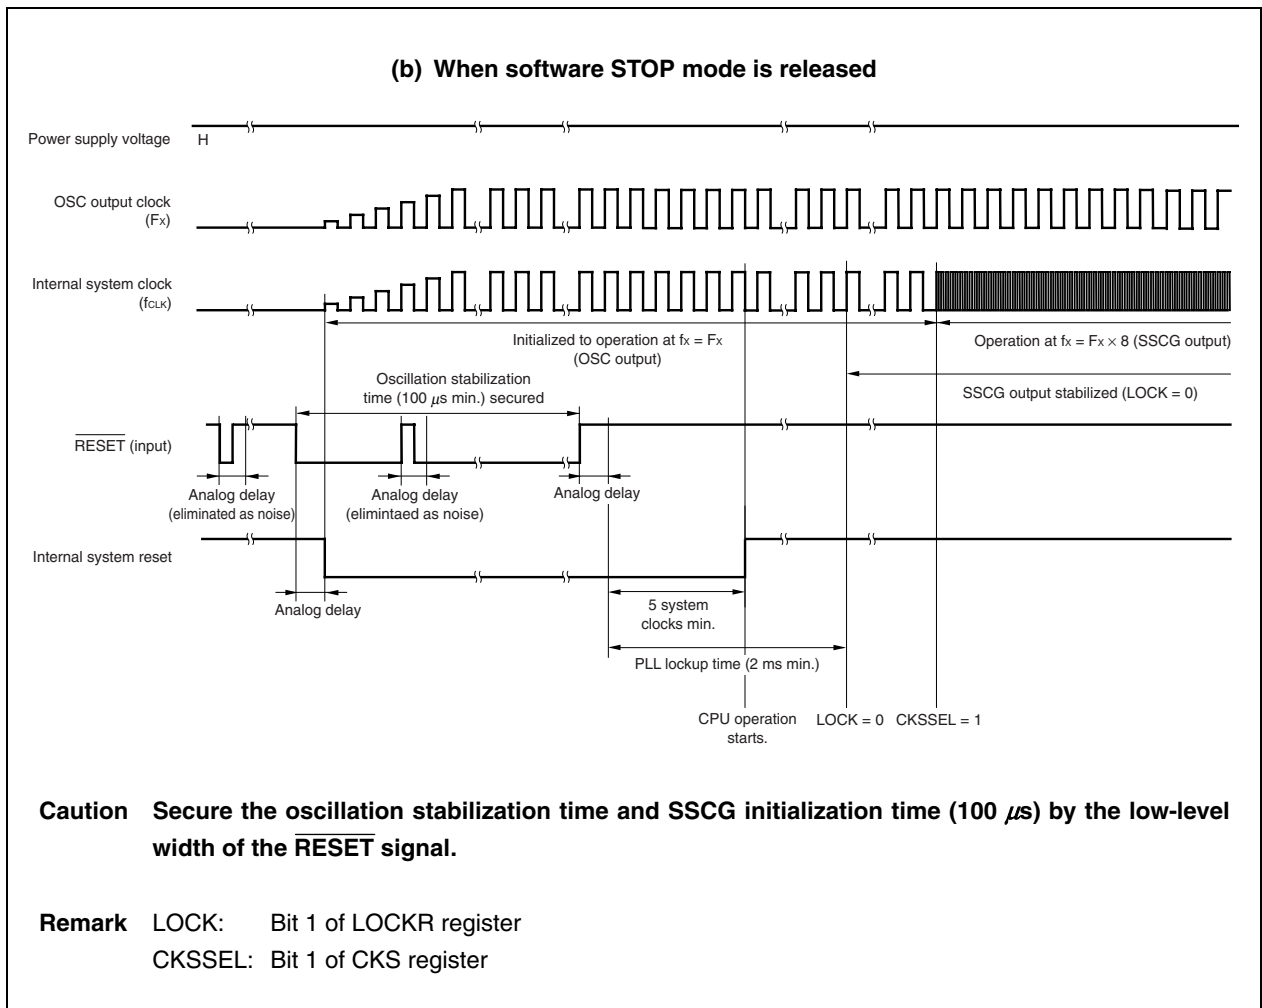 (b) When software STOP mode is released
Power supply voltage
H
OSC output clock
(Fx)
Internal system clock
(fCLK)
Initialized to operation at fx = Fx
(OSC output)
Operation at fx = Fx × 8 (SSCG output)
Oscillation stabilization
time (100 μs min.) secured
SSCG output stabilized (LOCK = 0)
RESET (input)
Analog delay
(eliminated as noise)
Analog delay
(elimintaed as noise)
Analog delay
Internal system reset
Analog delay
5 system
clocks min.
PLL lockup time (2 ms min.)
CPU operation
starts.
LOCK = 0
CKSSEL = 1
Caution Secure the oscillation stabilization time and SSCG initialization time (100 μs) by the low-level
width of the RESET signal.
Remark LOCK: Bit 1 of LOCKR register
CKSSEL: Bit 1 of CKS register